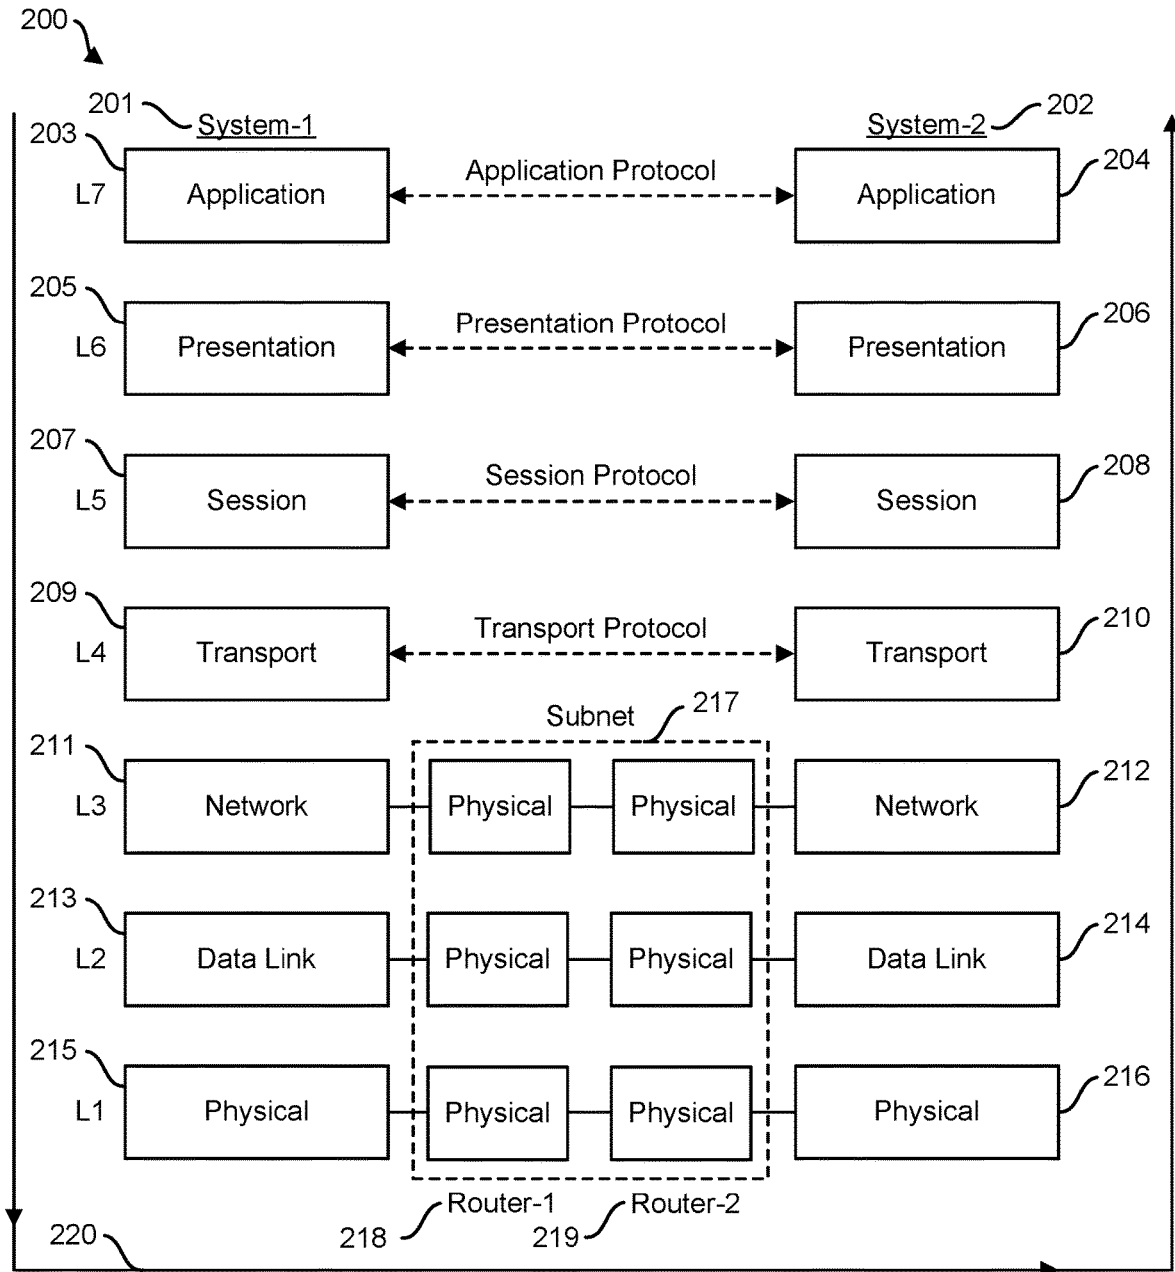 200
201 System-1 System-2 202
203 204
L7 Application Application Protocol Application
205 206
L6 Presentation Presentation Protocol Presentation
207 208
L5 Session Session Protocol Session
209 210
L4 Transport Transport Protocol Transport
Subnet 217
211 212
L3 Network Physical Physical Network
213 214
L2 Data Link Physical Physical Data Link
215 216
L1 Physical Physical Physical Physical
218 Router-1 219 Router-2
220